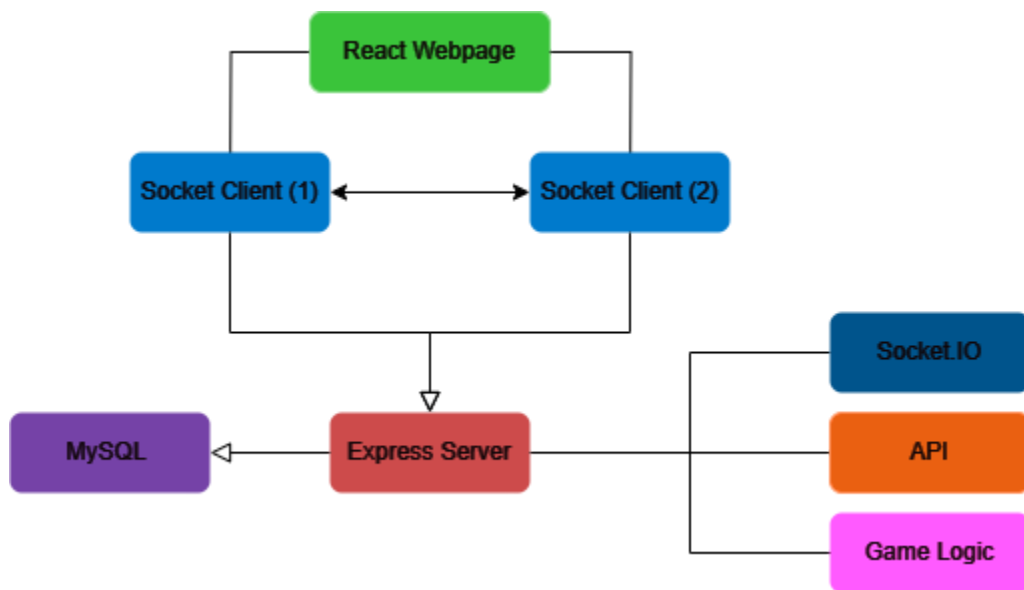 React Webpage
Socket Client (1)
Socket Client (2)
Socket.IO
MySQL
Express Server
API
Game Logic